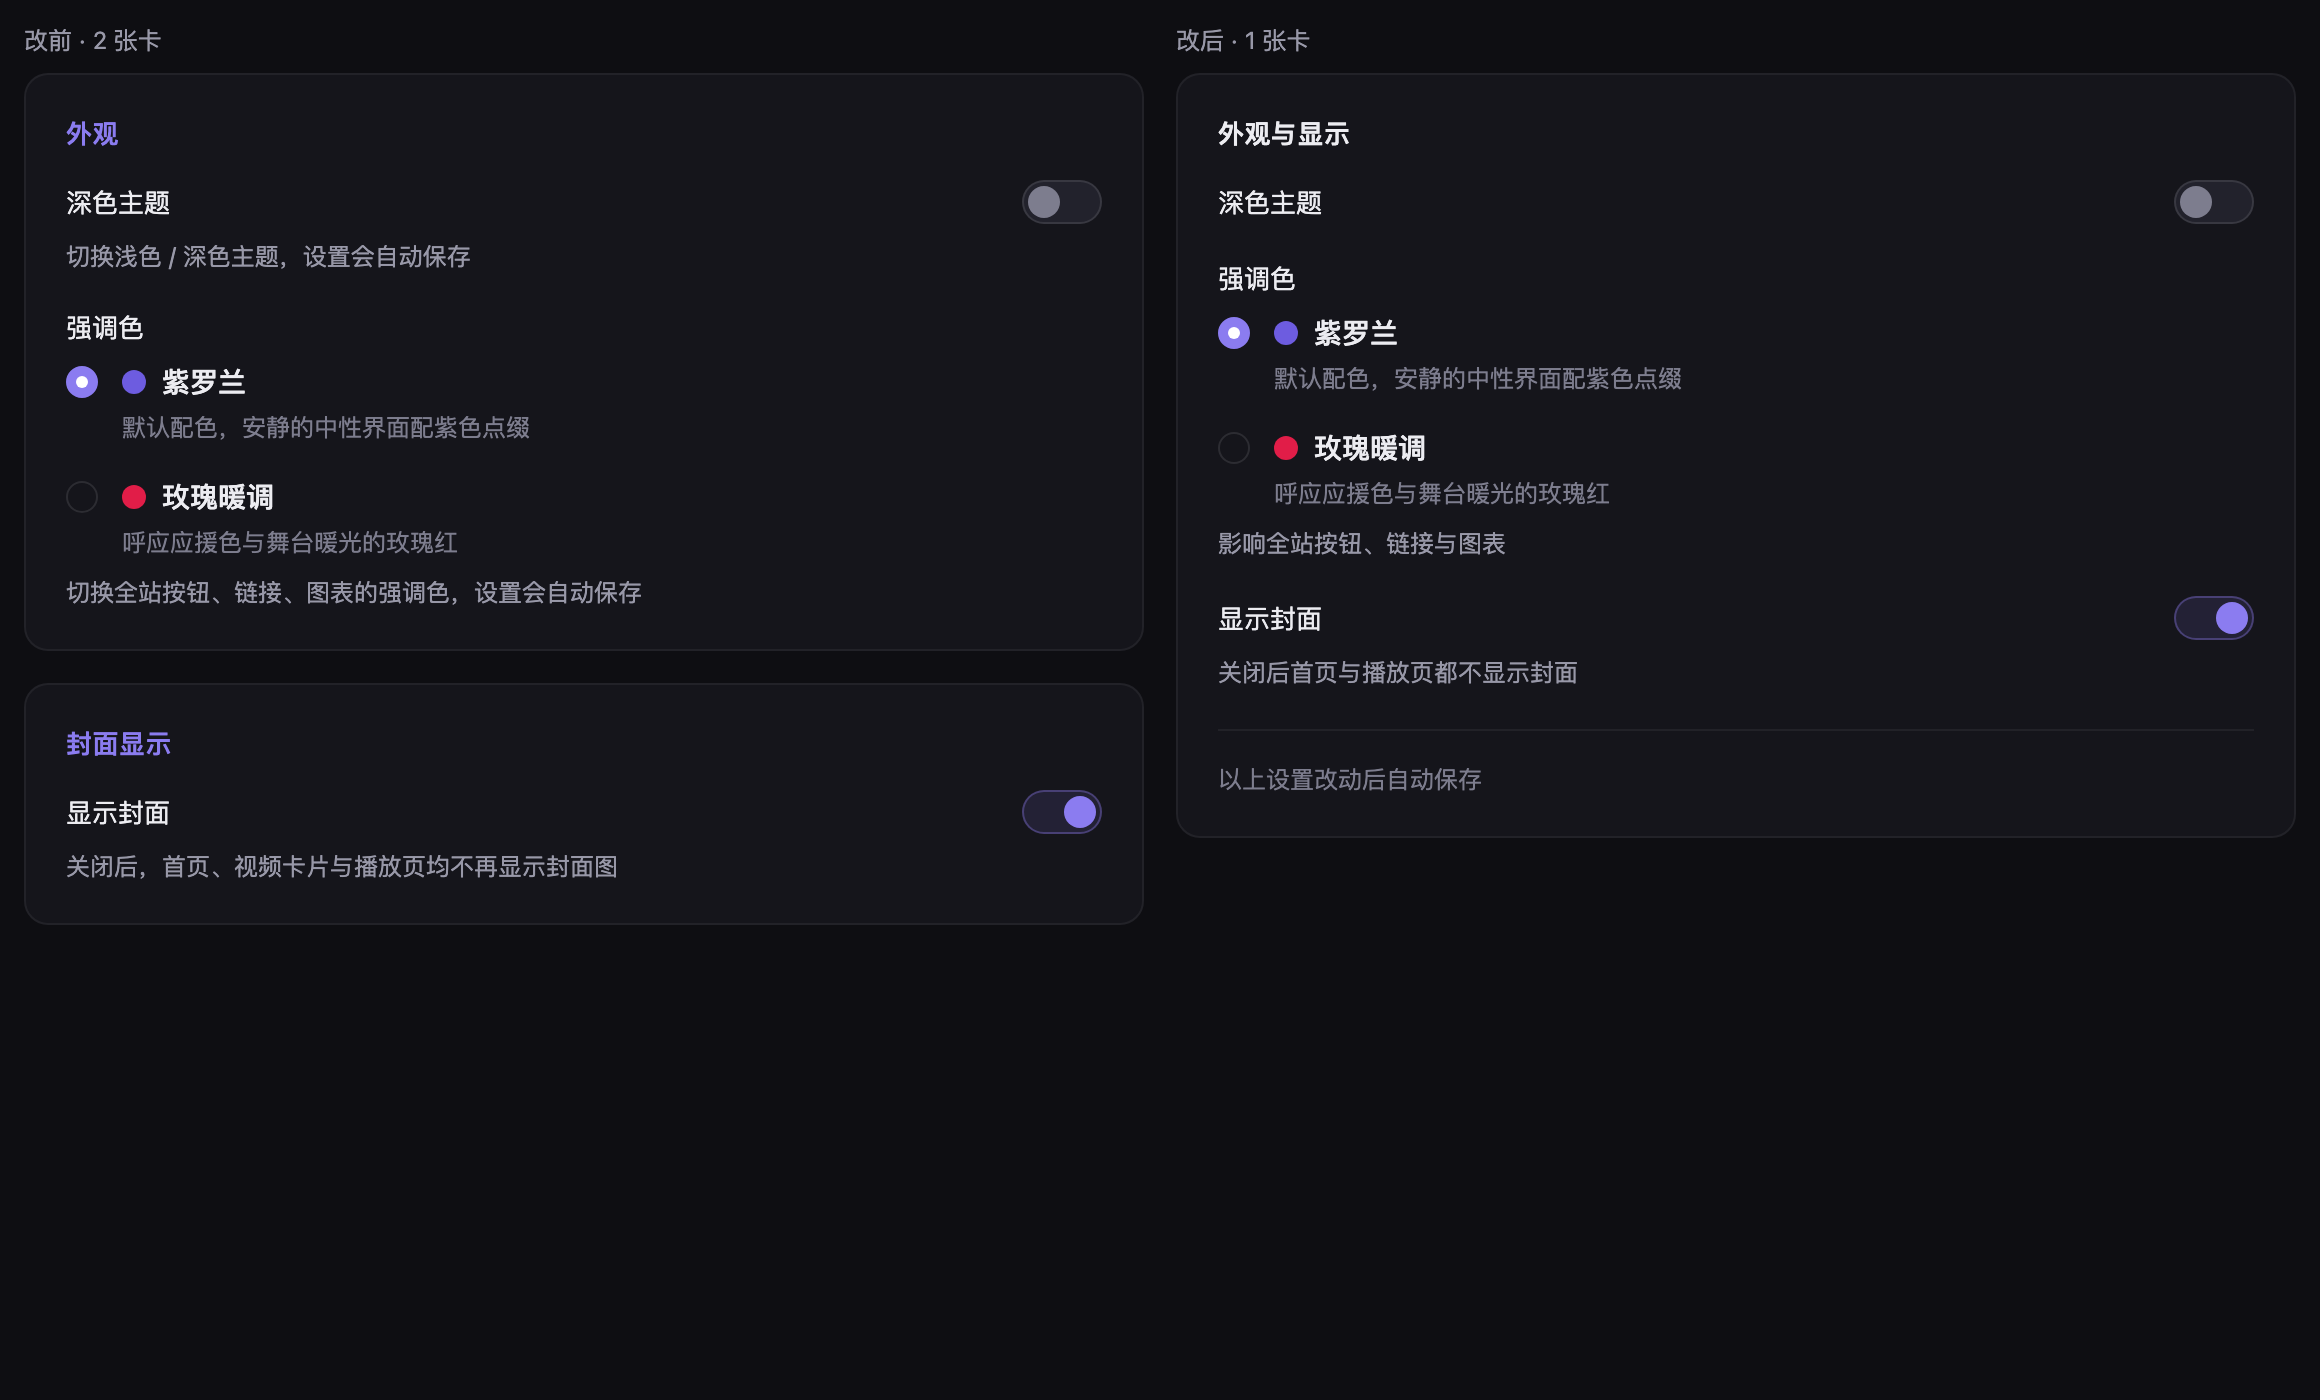 改前 · 2 张卡
外观
深色主题
切换浅色 / 深色主题，设置会自动保存
强调色
紫罗兰
默认配色，安静的中性界面配紫色点缀
玫瑰暖调
呼应应援色与舞台暖光的玫瑰红
切换全站按钮、链接、图表的强调色，设置会自动保存
封面显示
显示封面
关闭后，首页、视频卡片与播放页均不再显示封面图
改后 · 1 张卡
外观与显示
深色主题
强调色
紫罗兰
默认配色，安静的中性界面配紫色点缀
玫瑰暖调
呼应应援色与舞台暖光的玫瑰红
影响全站按钮、链接与图表
显示封面
关闭后首页与播放页都不显示封面
以上设置改动后自动保存